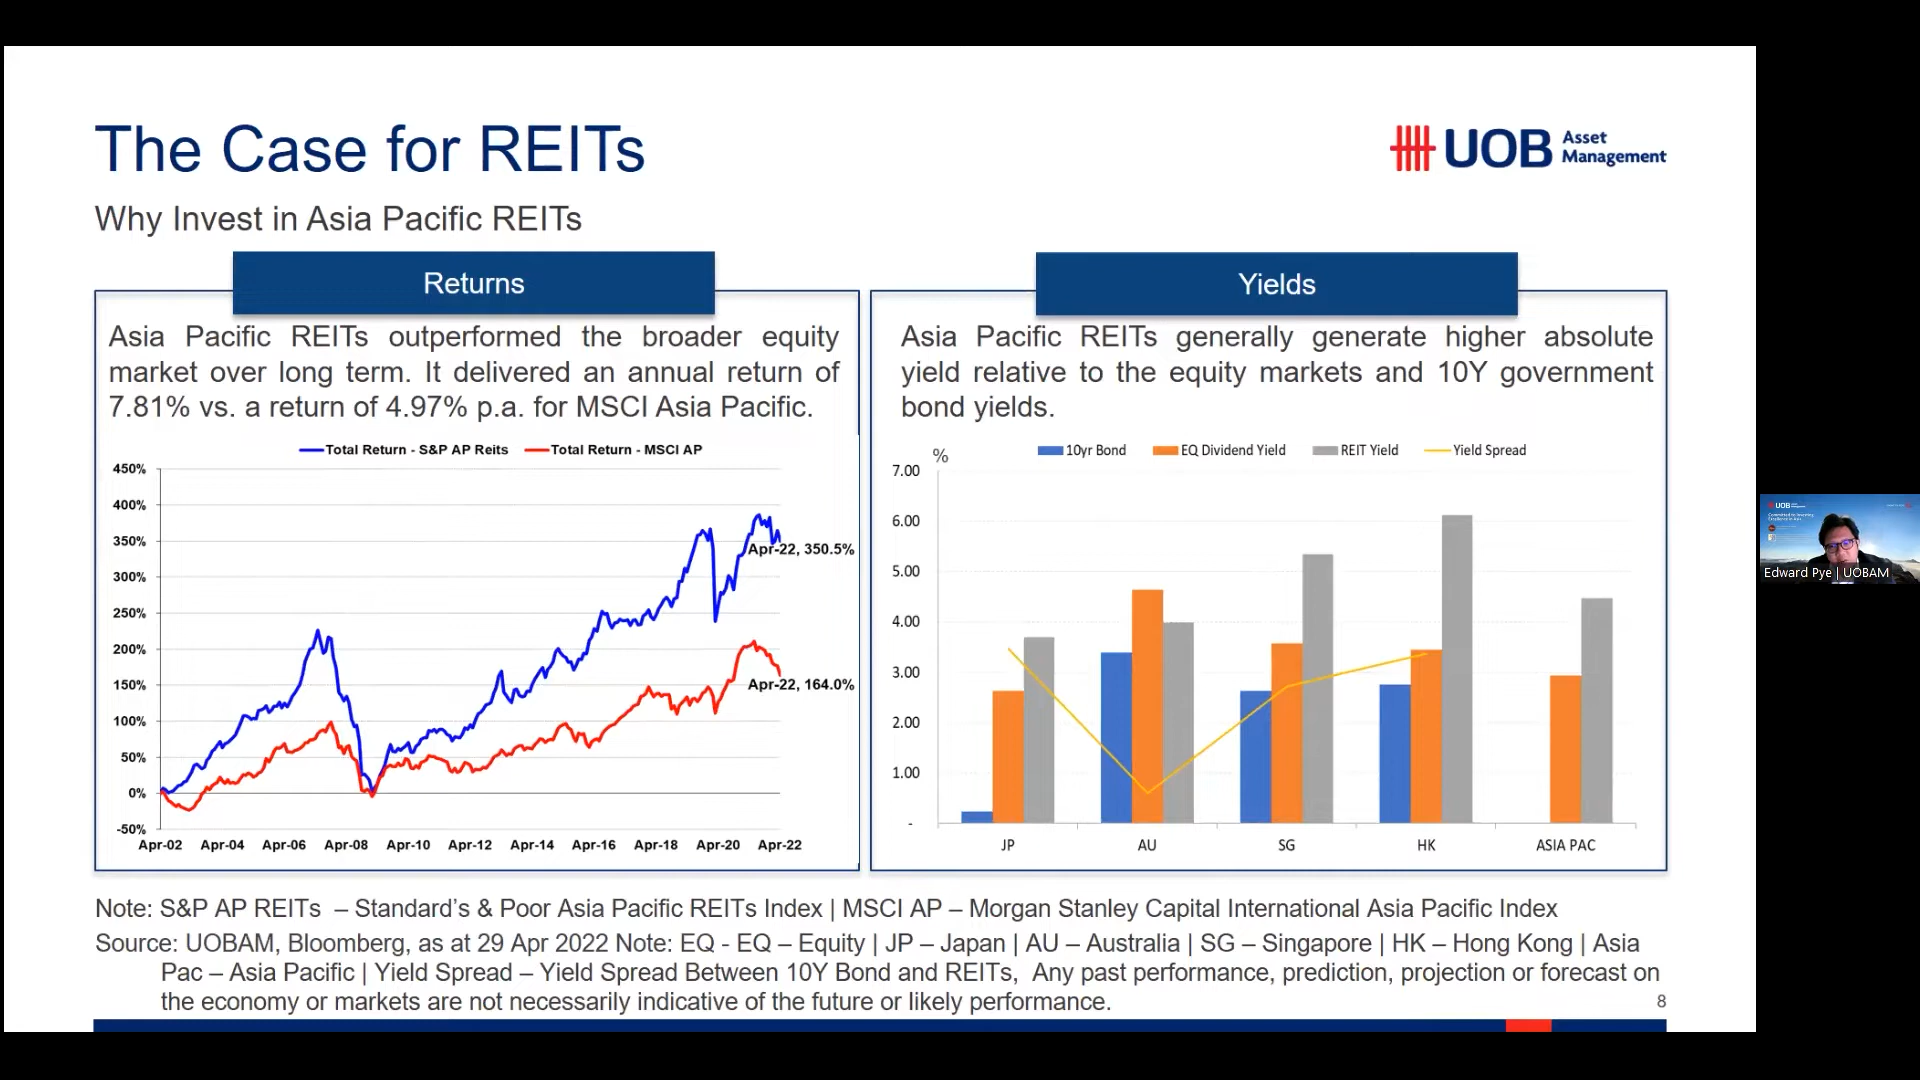 The Case for REITs
UOB Asset Management
Why Invest in Asia Pacific REITs
Returns
Asia Pacific REITs outperformed the broader equity
market over long term. It delivered an annual return of
7.81% vs. a return of 4.97% p.a. for MSCI Asia Pacific.
Total Return - S&P AP Reits Total Return - MSCI AP
450%
400%
350%
300%
250%
200%
150%
100%
50%
0%
-50%
Apr-22, 350.5%
Apr-22, 164.0%
Apr-02 Apr-04 Apr-06 Apr-08 Apr-10 Apr-12 Apr-14 Apr-16 Apr-18 Apr-20 Apr-22
Yields
Asia Pacific REITs generally generate higher absolute
yield relative to the equity markets and 10Y government
bond yields.
% 10yr Bond EQ Dividend Yield REIT Yield Yield Spread
7.00
6.00
5.00
4.00
3.00
2.00
1.00
-
JP AU SG HK ASIA PAC
Note: S&P AP REITs – Standard's & Poor Asia Pacific REITs Index | MSCI AP – Morgan Stanley Capital International Asia Pacific Index
Source: UOBAM, Bloomberg, as at 29 Apr 2022 Note: EQ - EQ – Equity | JP – Japan | AU – Australia | SG – Singapore | HK – Hong Kong | Asia
Pac – Asia Pacific | Yield Spread – Yield Spread Between 10Y Bond and REITs, Any past performance, prediction, projection or forecast on
the economy or markets are not necessarily indicative of the future or likely performance.
8
UOB
Edward Pye | UOBAM